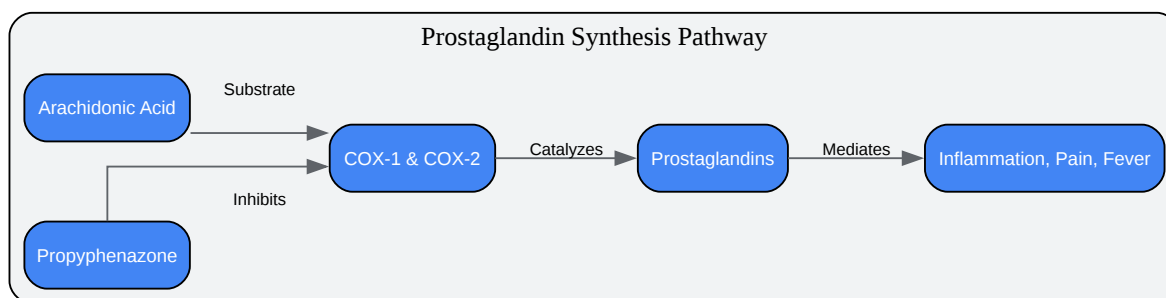 Prostaglandin Synthesis Pathway
Arachidonic Acid
Substrate
COX-1 & COX-2
Catalyzes
Prostaglandins
Mediates
Inflammation, Pain, Fever
Inhibits
Propyphenazone